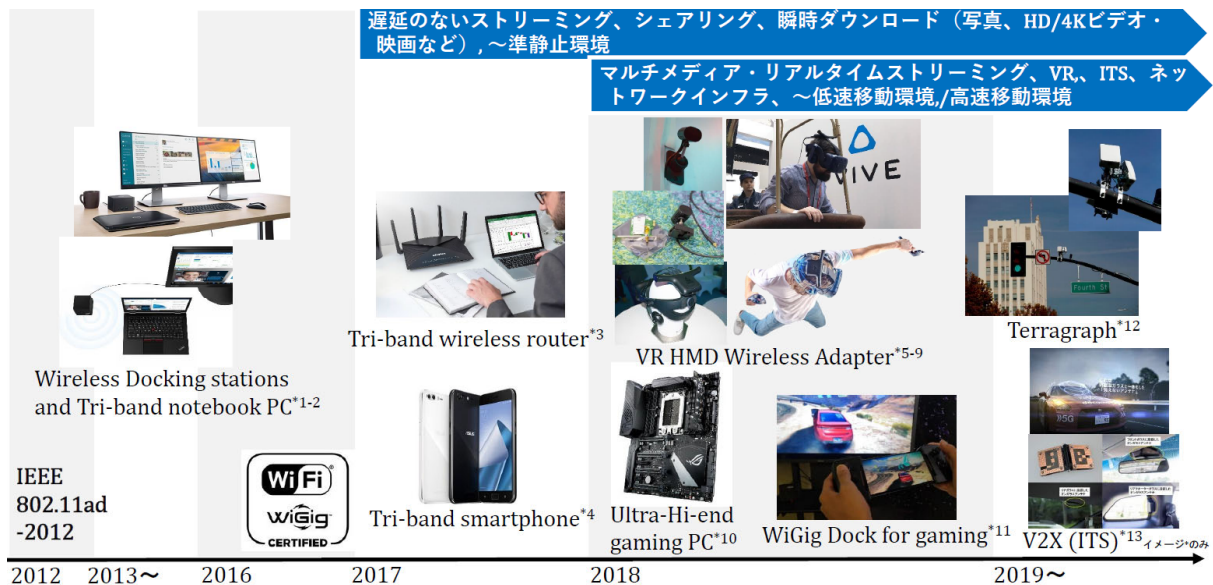 遅延のないストリーミング、シェアリング、瞬時ダウンロード（写真、HD/4Kビデオ・
映画など）, ～準静止環境
マルチメディア・リアルタイムストリーミング、VR,、ITS、ネッ
トワークインフラ、～低速移動環境,/高速移動環境
VIVE
Fourth St
Tri-band wireless router*3
VR HMD Wireless Adapter*5-9
Terragraph*12
Wireless Docking stations
and Tri-band notebook PC*1-2
IEEE
802.11ad
-2012
Wi Fi
WiGig
CERTIFIED
Tri-band smartphone*4
Ultra-Hi-end
gaming PC*10
WiGig Dock for gaming*11
V2X (ITS)*13イメージ*のみ
2012
2013～
2016
2017
2018
2019～